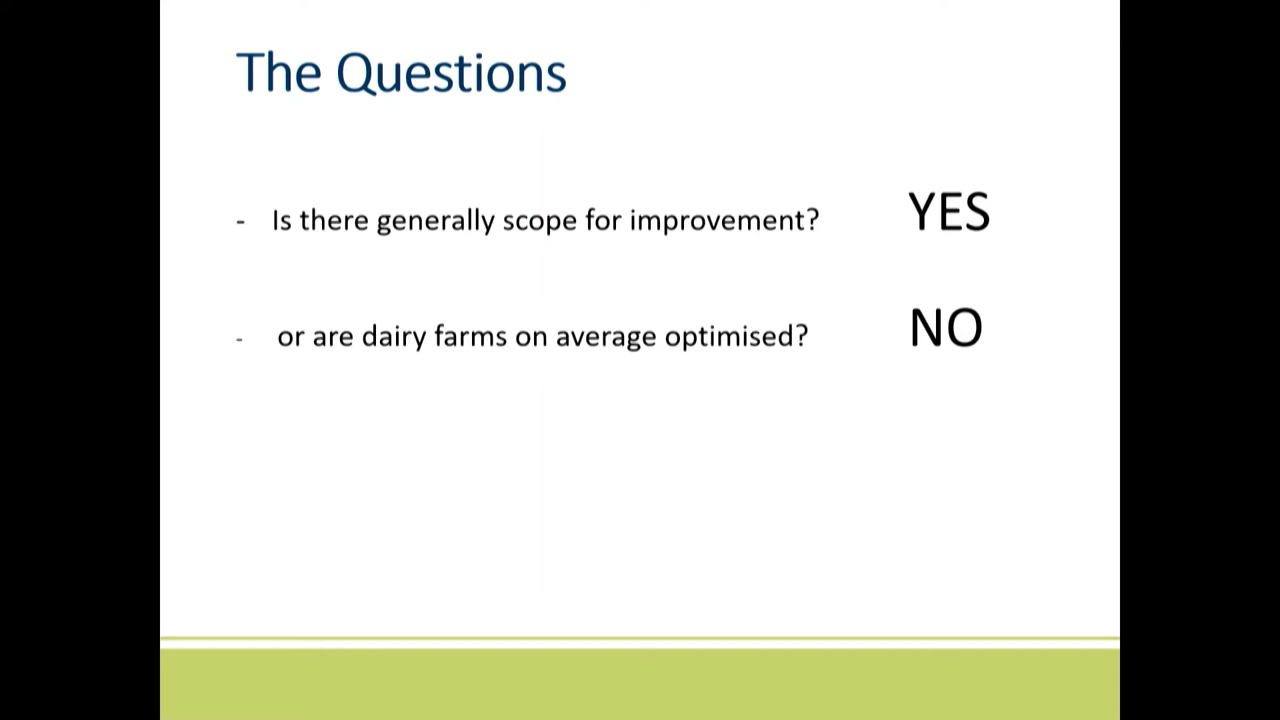 The Questions
- Is there generally scope for improvement? YES
- or are dairy farms on average optimised? NO